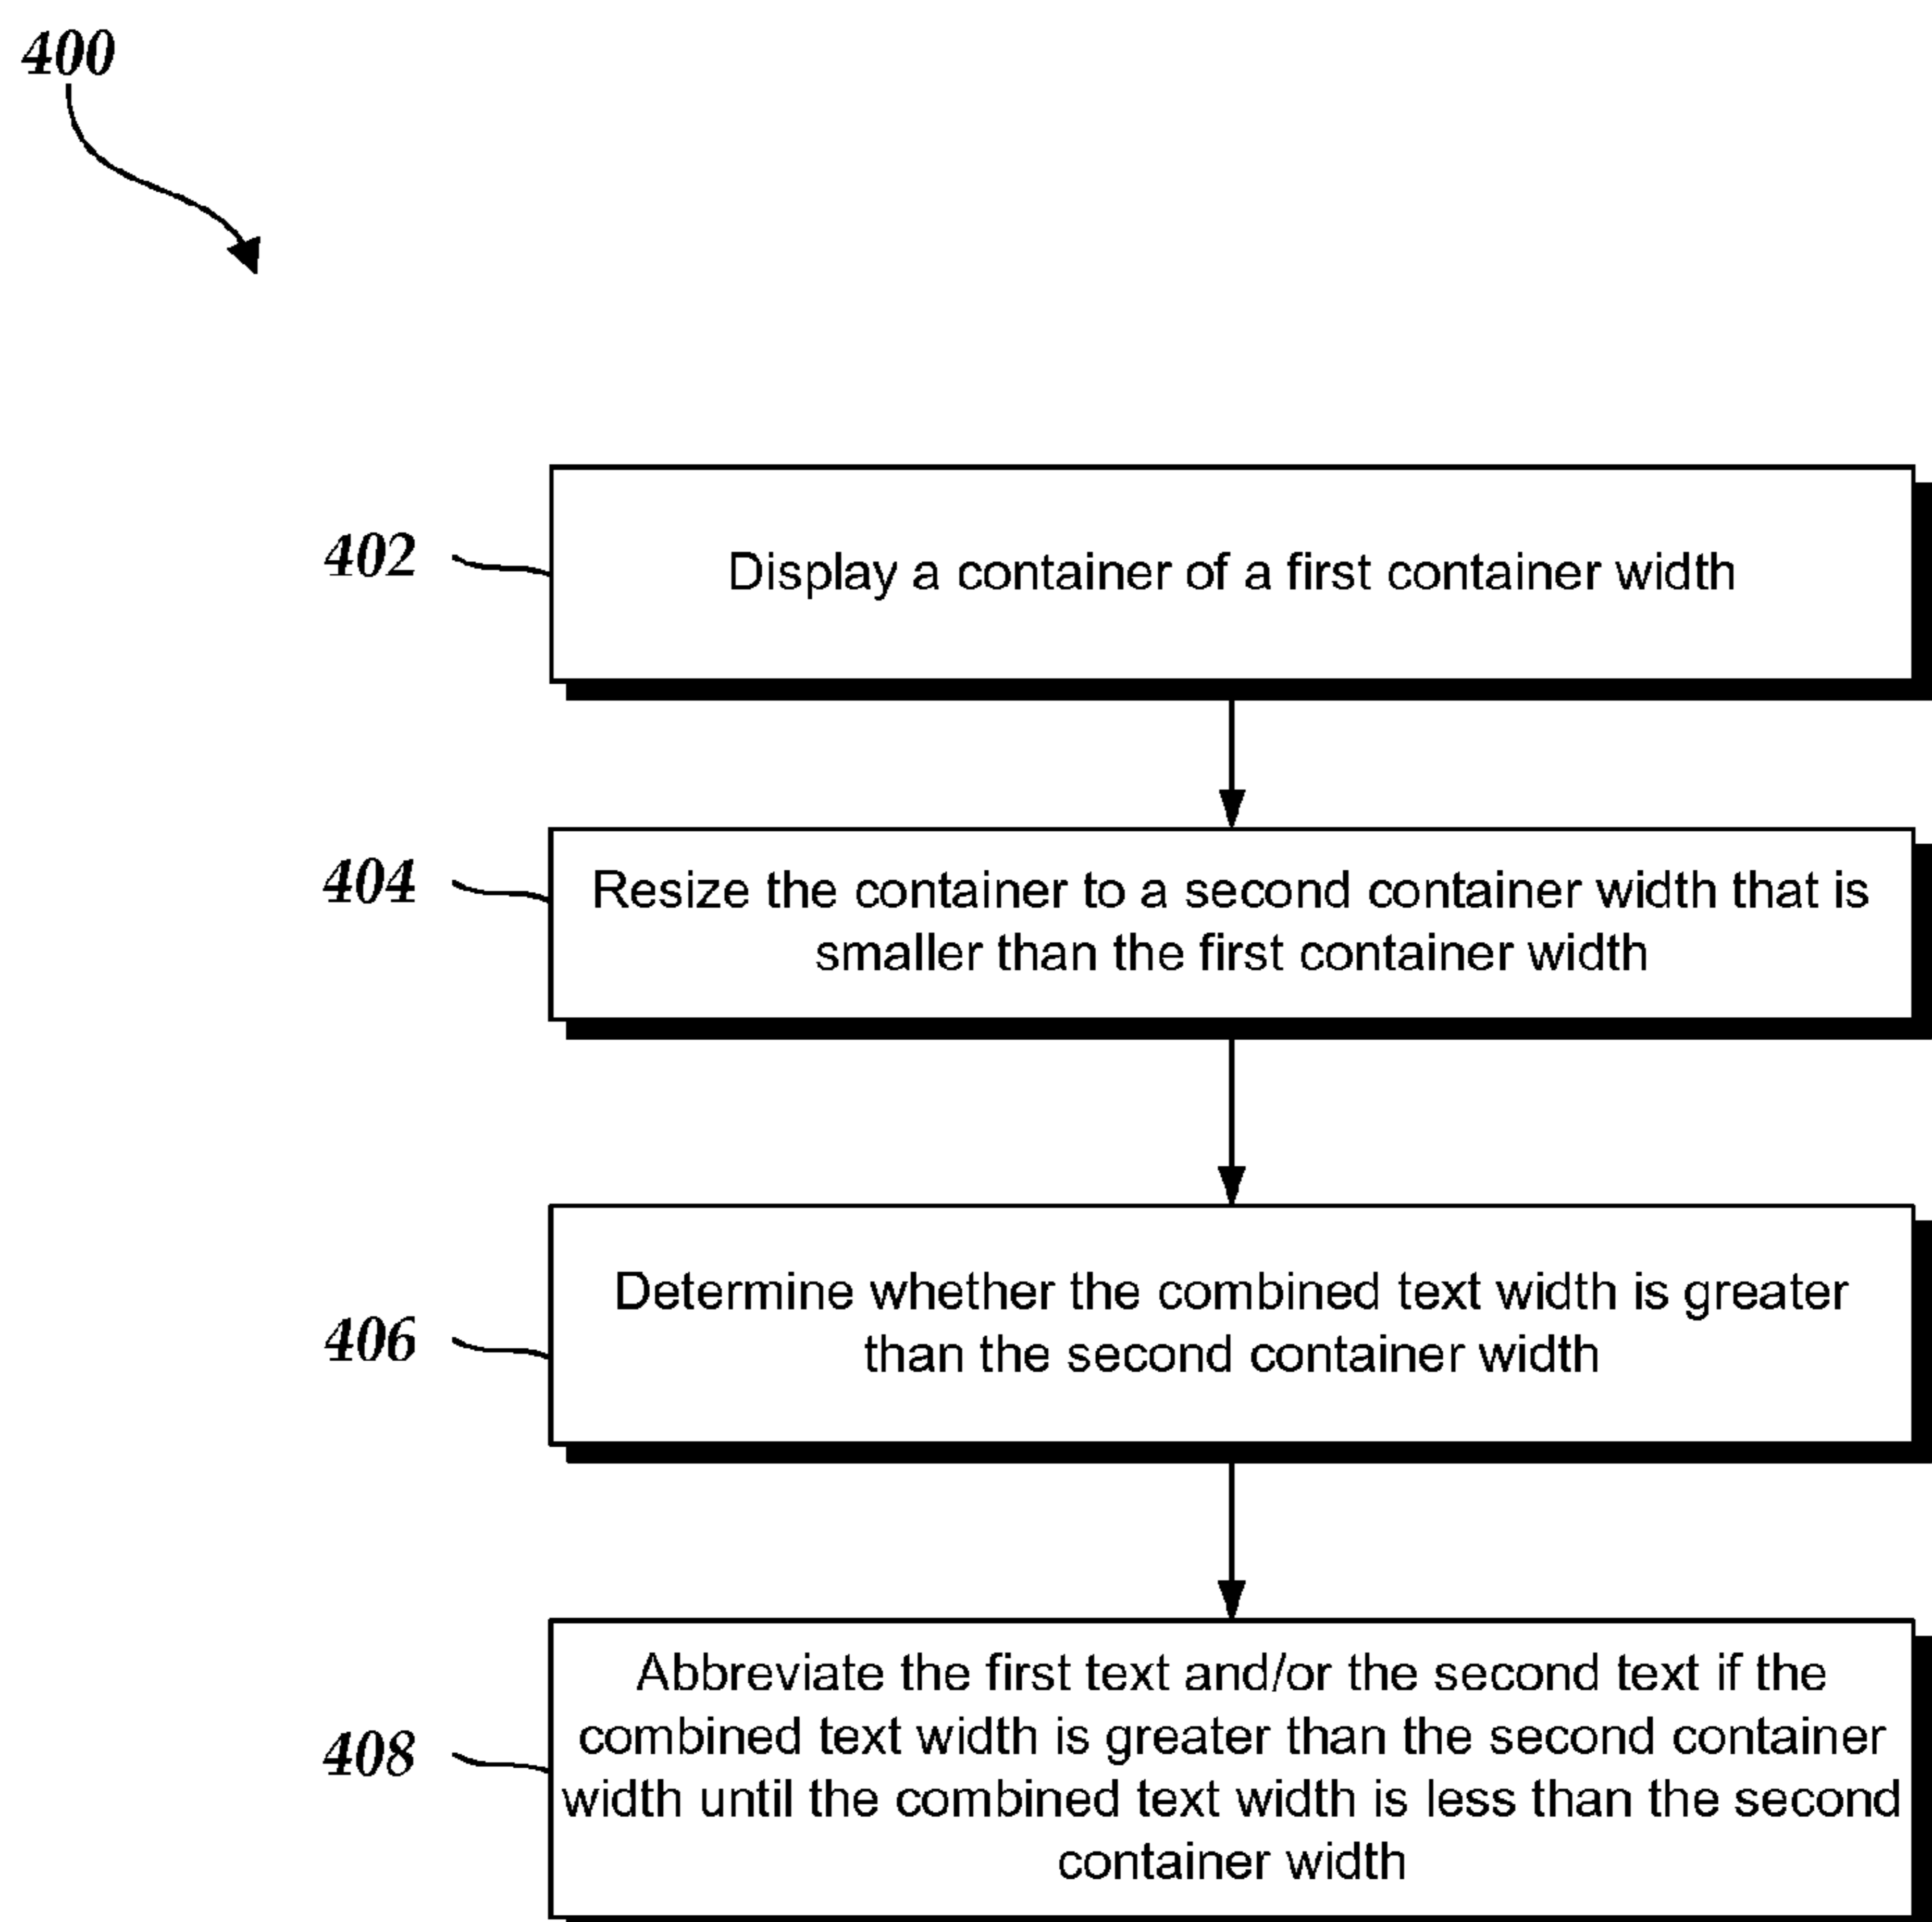 400
402
Display a container of a first container width
404
Resize the container to a second container width that is
smaller than the first container width
406
Determine whether the combined text width is greater
than the second container width
408
Abbreviate the first text and/or the second text if the
combined text width is greater than the second container
width until the combined text width is less than the second
container width